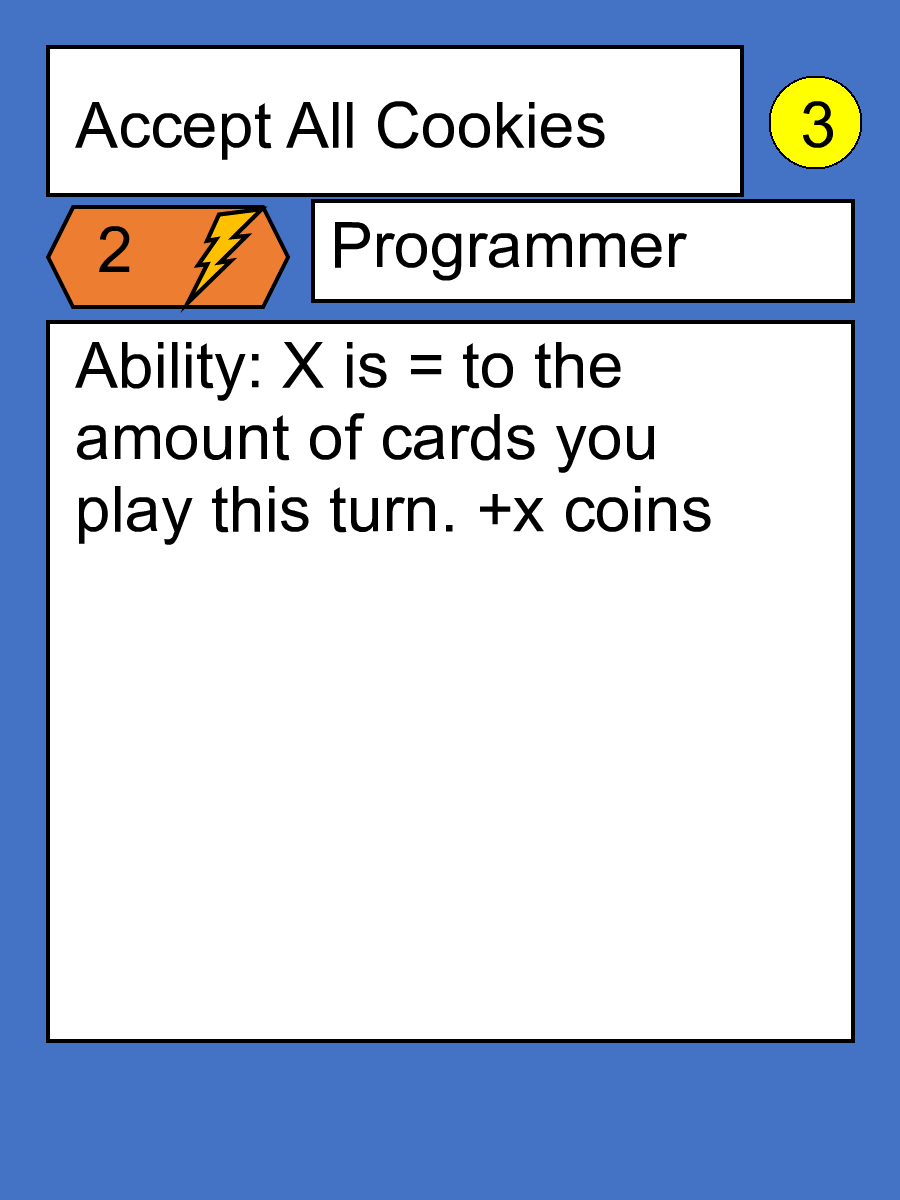 Accept All Cookies
3
2
Programmer
Ability: X is = to the
amount of cards you
play this turn. +x coins